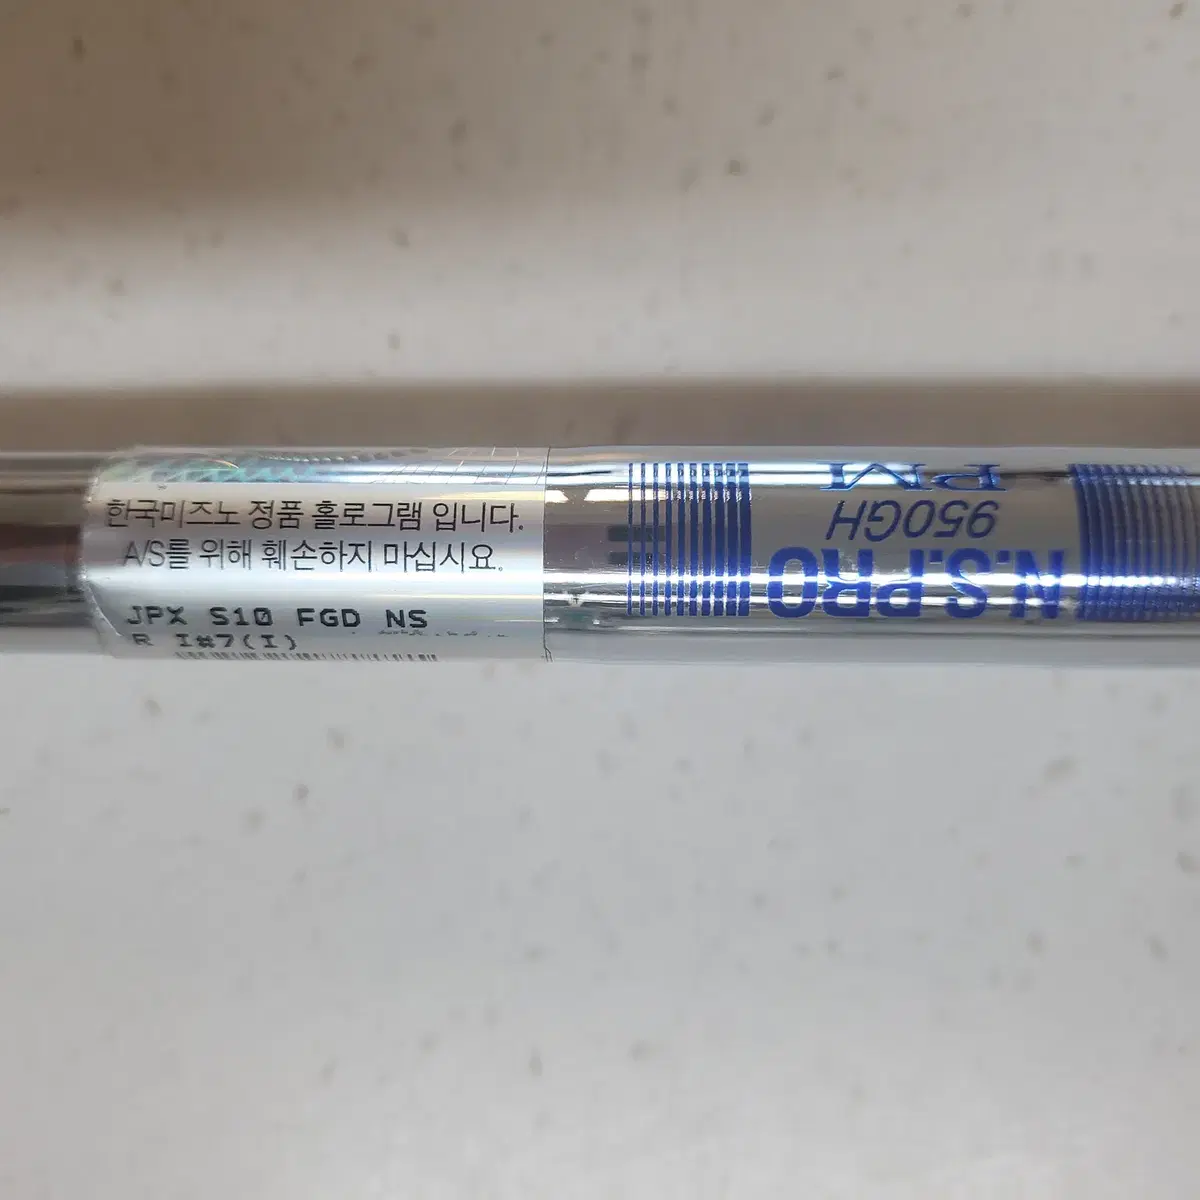 한국미즈노 정품 홀로그램 입니다.
A/S를 위해 훼손하지 마십시요.
JPX S10 FGD NS
R I#7(I)
N.S.PRO
950GH
PM